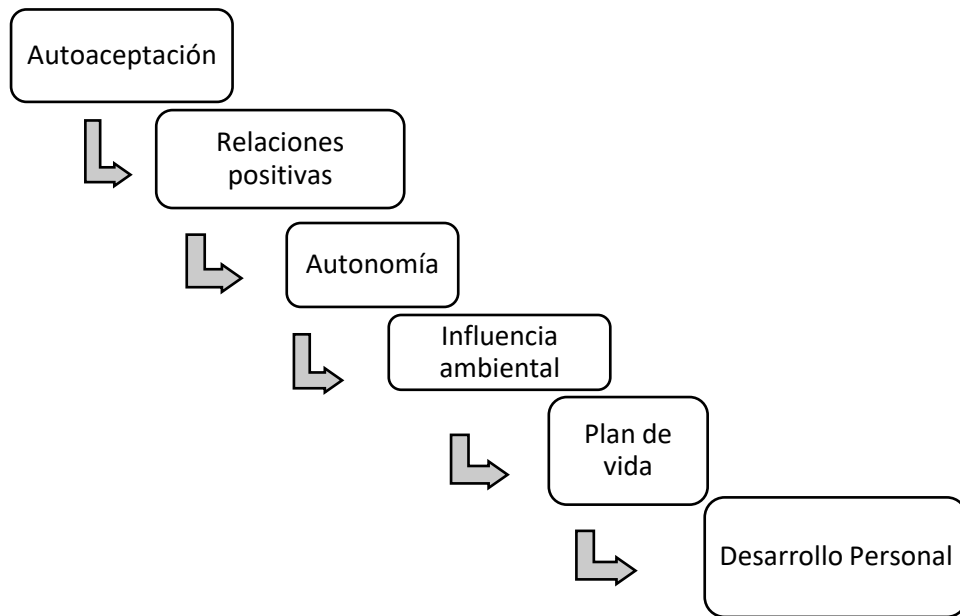 Autoaceptación
Relaciones
positivas
Autonomía
Influencia
ambiental
Plan de
vida
Desarrollo Personal